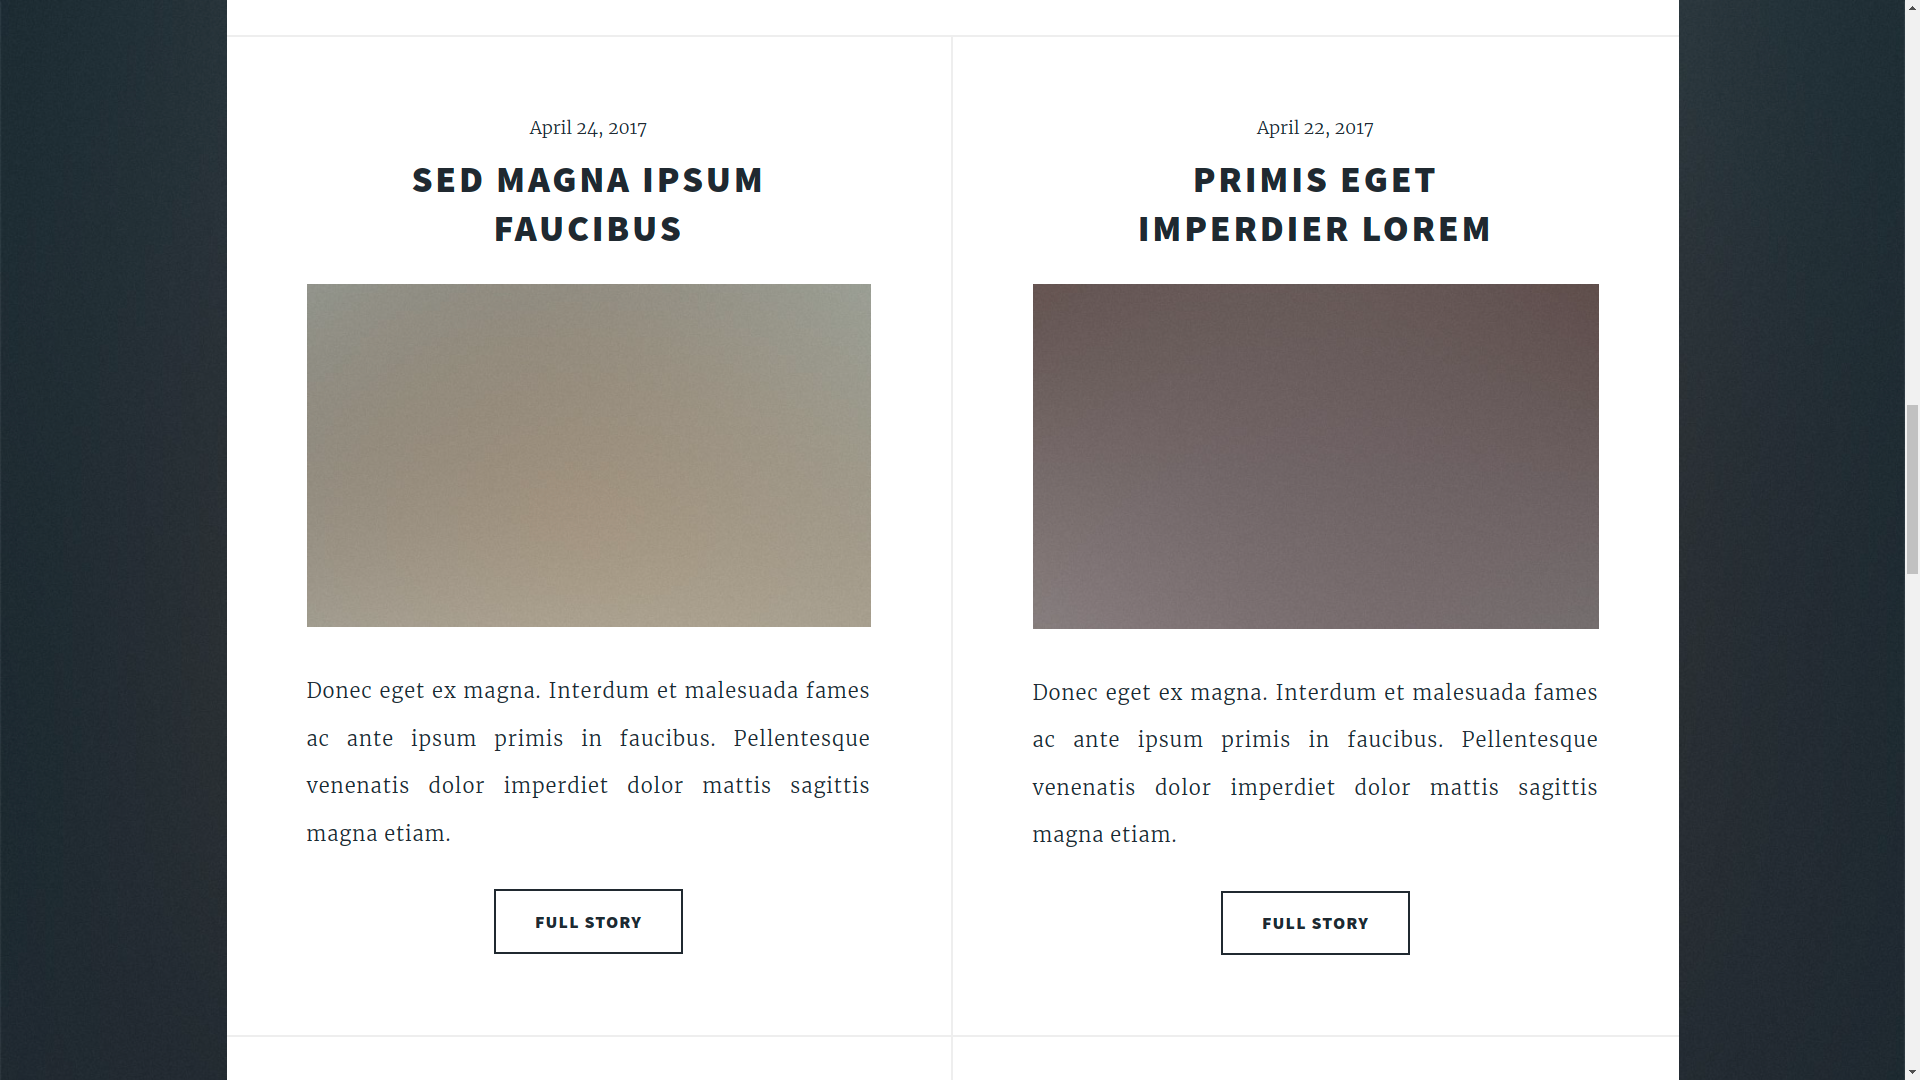 April 24, 2017
SED MAGNA IPSUM
FAUCIBUS
Donec eget ex magna. Interdum et malesuada fames
ac ante ipsum primis in faucibus. Pellentesque
venenatis dolor imperdiet dolor mattis sagittis
magna etiam.
FULL STORY
April 22, 2017
PRIMIS EGET
IMPERDIER LOREM
Donec eget ex magna. Interdum et malesuada fames
ac ante ipsum primis in faucibus. Pellentesque
venenatis dolor imperdiet dolor mattis sagittis
magna etiam.
FULL STORY